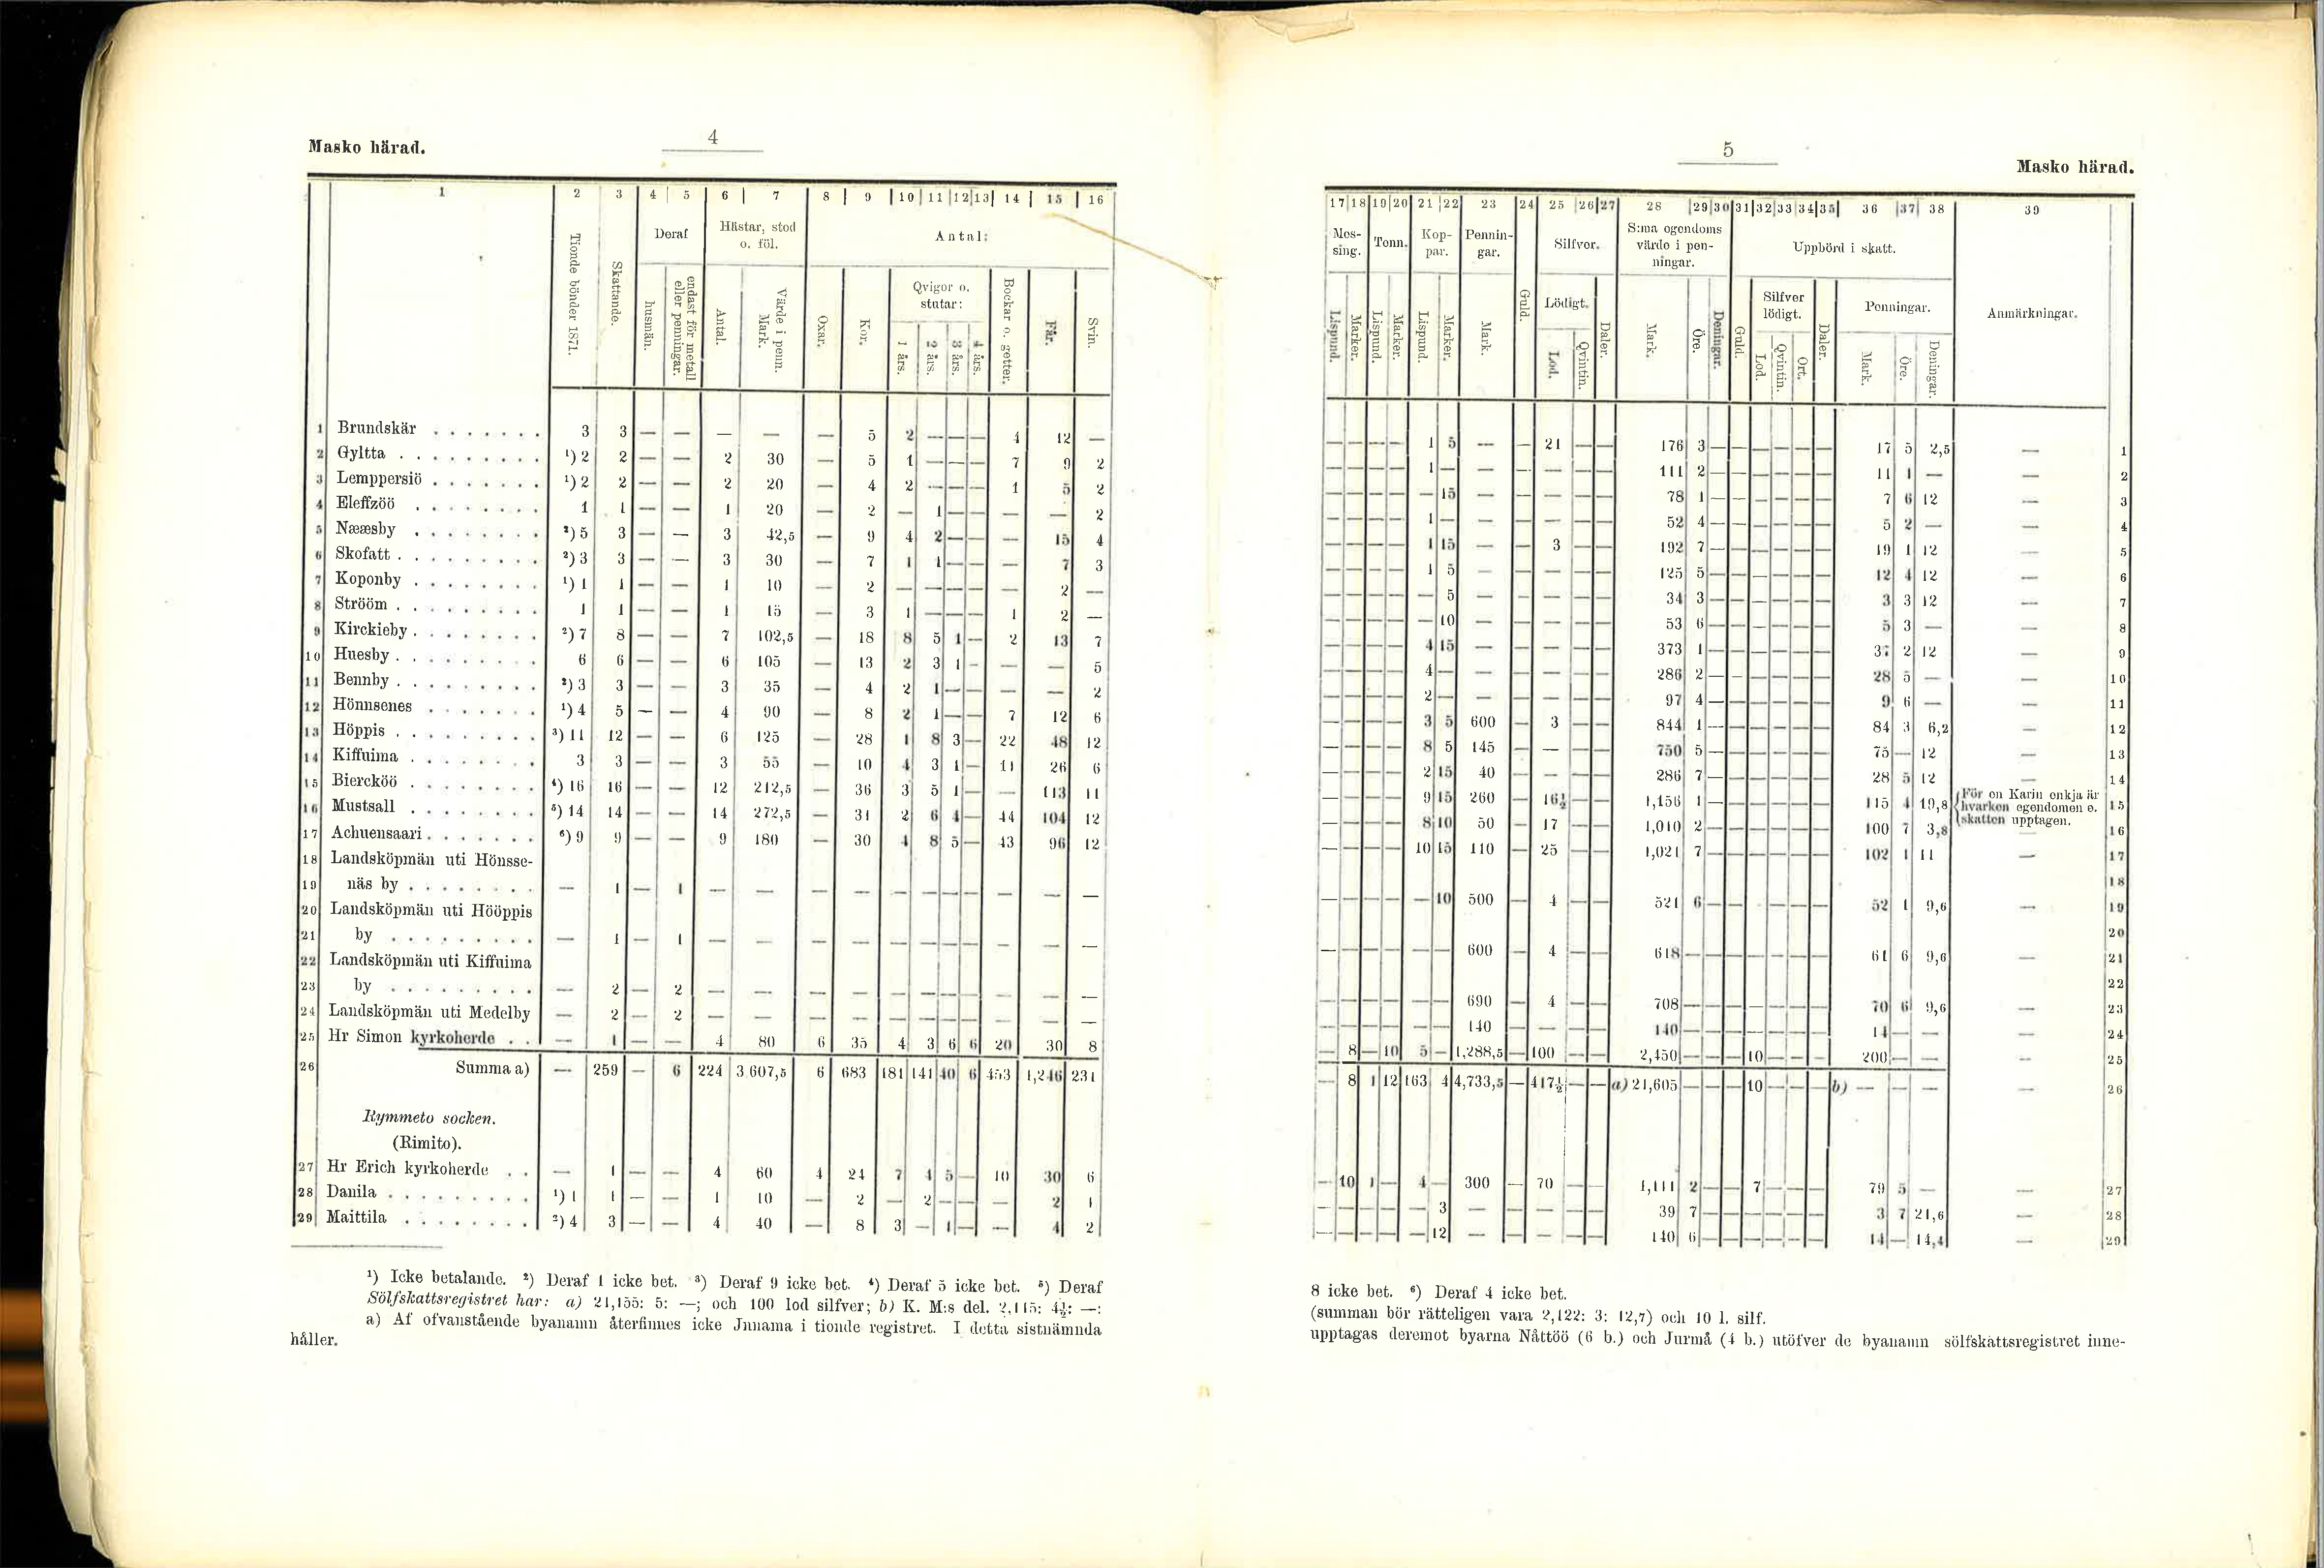 Masko härad.
4
1 2 3 4 5 6 7 8 9 10 11 12 13 14 15 16
Tionde bönder 1871.
Skattande.
Deraf
husmän.
endast för metall eller penningar.
Hästar, stod o. föl.
Antal.
Värde i penn. Mark.
Antal:
Oxar.
Kor.
Qvigor o. stutar:
1 års.
2 års.
3 års.
4 års.
Bockar o. getter.
Får.
Svin.
1 Brundskär . . . . . . . 3 3 — — — — — 5 2 — — — 4 12 —
2 Gyltta . . . . . . . . . ¹) 2 2 — — 2 30 — 5 1 — — — 7 9 2
3 Lemppersiö . . . . . . . ¹) 2 2 — — 2 20 — 4 2 — — — 1 5 2
4 Eleffzöö . . . . . . . . 1 1 — — 1 20 — 2 — 1 — — — — 2
5 Nææsby . . . . . . . . ²) 5 3 — — 3 42,5 — 9 4 2 — — — 15 4
6 Skofatt . . . . . . . . . ²) 3 3 — — 3 30 — 7 1 1 — — — 7 3
7 Koponby . . . . . . . . ¹) 1 1 — — 1 10 — 2 — — — — — 2 —
8 Strööm . . . . . . . . . 1 1 — — 1 15 — 3 1 — — — 1 2 —
9 Kirckieby . . . . . . . . ²) 7 8 — — 7 102,5 — 18 8 5 1 — 2 13 7
10 Huesby . . . . . . . . . 6 6 — — 6 105 — 13 2 3 1 — — — 5
11 Bennby . . . . . . . . . ²) 3 3 — — 3 35 — 4 2 1 — — — — 2
12 Hönnsenes . . . . . . . ¹) 4 5 — — 4 90 — 8 2 1 — — 7 12 6
13 Höppis . . . . . . . . . ³) 11 12 — — 6 125 — 28 1 8 3 — 22 48 12
14 Kiffuima . . . . . . . . 3 3 — — 3 55 — 10 4 3 1 — 11 26 6
15 Biercköö . . . . . . . . ⁴) 16 16 — — 12 212,5 — 36 3 5 1 — — 113 11
16 Mustsall . . . . . . . . ⁵) 14 14 — — 14 272,5 — 31 2 6 4 — 44 104 12
17 Achuensaari . . . . . . . ⁶) 9 9 — — 9 180 — 30 4 8 5 — 43 96 12
18 Landsköpmän uti Hönsse-
19 näs by . . . . . . . . — 1 — 1 — — — — — — — — — — —
20 Landsköpmän uti Hööppis
21 by . . . . . . . . . — 1 — 1 — — — — — — — — — — —
22 Landsköpmän uti Kiffuima
23 by . . . . . . . . . — 2 — 2 — — — — — — — — — — —
24 Landsköpmän uti Medelby — 2 — 2 — — — — — — — — — — —
25 Hr Simon kyrkoherde . . — 1 — — 4 80 6 35 4 3 6 6 20 30 8
26 Summa a) — 259 — 6 224 3 607,5 6 683 181 141 40 6 453 1,246 231
Rymmeto socken.
(Rimito).
27 Hr Erich kyrkoherde . . — 1 — — 4 60 4 24 7 4 5 — 10 30 6
28 Danila . . . . . . . . . ¹) 1 1 — — 1 10 — 2 — 2 — — — 2 1
29 Maittila . . . . . . . . ²) 4 3 — — 4 40 — 8 3 — 1 — — 4 2
¹) Icke betalande. ²) Deraf 1 icke bet. ³) Deraf 9 icke bet. ⁴) Deraf 5 icke bet. ⁵) Deraf
Sölfskattsregistret har: a) 21,155: 5: —; och 100 lod silfver; b) K. M:s del. 2,115: 4½: —:
a) Af ofvanstående byanamn återfinnes icke Jnnama i tionde registret. I detta sistnämnda
håller.
5
Masko härad.
17 18 19 20 21 22 23 24 25 26 27 28 29 30 31 32 33 34 35 36 37 38 39
Mes- sing.
Tenn.
Kop- par.
Pennin- gar.
Guld.
Silfver.
S:ma egendoms värde i pen- ningar.
Uppbörd i skatt.
Anmärkningar.
Lispund.
Marker.
Lispund.
Marker.
Lispund.
Marker.
Mark.
Lödigt.
Lod.
Qvintin.
Daler.
Mark.
Öre.
Deningar.
Guld.
Silfver lödigt.
Lod.
Qvintin.
Ort.
Daler.
Penningar.
Mark.
Öre.
Deningar.
— — — — 1 5 — — 21 — — 176 3 — — — — — — 17 5 2,5 — 1
— — — — 1 — — — — — — 111 2 — — — — — — 11 1 — — 2
— — — — — 15 — — — — — 78 1 — — — — — — 7 6 12 — 3
— — — — 1 — — — — — — 52 4 — — — — — — 5 2 — — 4
— — — — 1 15 — — 3 — — 192 7 — — — — — — 19 1 12 — 5
— — — — 1 5 — — — — — 125 5 — — — — — — 12 4 12 — 6
— — — — — 5 — — — — — 34 3 — — — — — — 3 3 12 — 7
— — — — — 10 — — — — — 53 6 — — — — — — 5 3 — — 8
— — — — 4 15 — — — — — 373 1 — — — — — — 37 2 12 — 9
— — — — 4 — — — — — — 286 2 — — — — — — 28 5 — — 10
— — — — 2 — — — — — — 97 4 — — — — — — 9 6 — — 11
— — — — 3 5 600 — 3 — — 844 1 — — — — — — 84 3 6,2 — 12
— — — — 8 5 145 — — — — 750 5 — — — — — — 75 — 12 — 13
— — — — 2 15 40 — — — — 286 7 — — — — — — 28 5 12 — 14
— — — — 9 15 260 — 16½ — — 1,156 1 — — — — — — 115 4 19,8 För en Karin enkja är hvarken egendomen e. skatten upptagen. 15
— — — — 8 10 50 — 17 — — 1,010 2 — — — — — — 100 7 3,8 16
— — — — 10 15 110 — 25 — — 1,021 7 — — — — — — 102 1 11 — 17
18
— — — — — 10 500 — 4 — — 521 6 — — — — — — 52 1 9,6 — 19
20
— — — — — — 600 — 4 — — 618 — — — — — — — 61 6 9,6 — 21
22
— — — — — — 690 — 4 — — 708 — — — — — — — 70 6 9,6 — 23
— — — — — — 140 — — — — 140 — — — — — — — 14 — — — 24
— 8 — 10 5 — 1,288,5 — 100 — — 2,450 — — — 10 — — — 200 — — — 25
— 8 1 12 163 4 4,733,5 — 417½ — — a) 21,605 — — — 10 — — — b) — — — — 26
— 10 1 — 4 — 300 — 70 — — 1,111 2 — — 7 — — — 79 5 — — 27
— — — — — 3 — — — — — 39 7 — — — — — — 3 7 21,6 — 28
— — — — — 12 — — — — — 140 6 — — — — — — 14 — 14,4 — 29
8 icke bet. ⁶) Deraf 4 icke bet.
(summan bör rätteligen vara 2,122: 3: 12,7) och 10 l. silf.
upptagas deremot byarna Nåttöö (6 b.) och Jurmå (4 b.) utöfver de byanamn sölfskattsregistret inne-